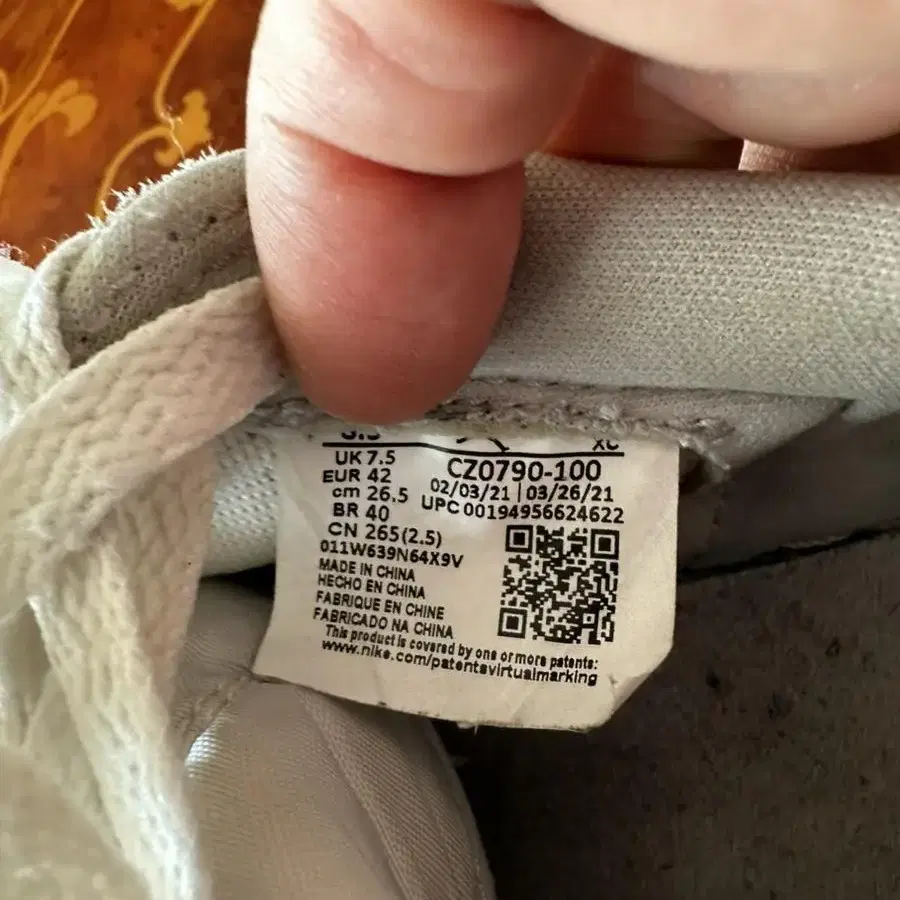 XC
UK 7.5
EUR 42
cm 26.5
BR 40
CN 265(2.5)
011W639N64X9V
CZ0790-100
02/03/21 | 03/26/21
UPC 00194956624622
MADE IN CHINA
HECHO EN CHINA
FABRIQUE EN CHINE
FABRICADO NA CHINA
This product is covered by one or more patents:
www.nike.com/patentsvirtualmarking